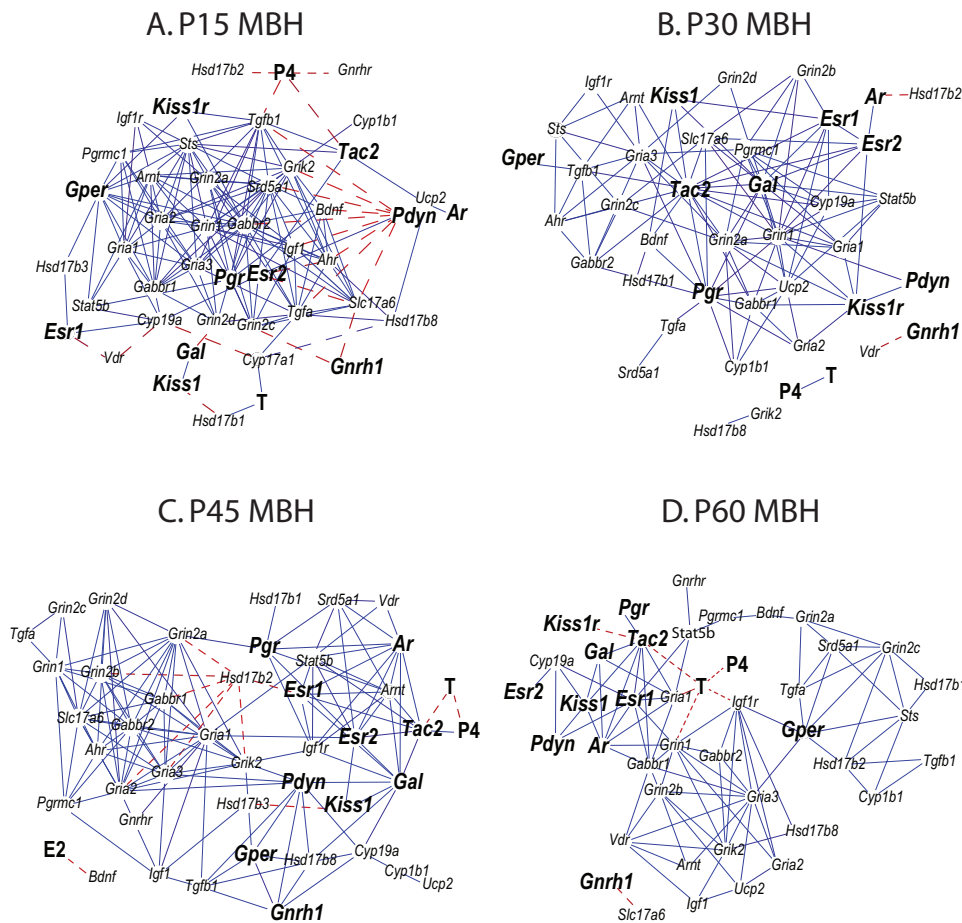 A. P15 MBH
Hsd17b2 P4 Gnrhr
Kiss1r
Igf1r Tgfb1 Cyp1b1
Sts Tac2
Pgrmc1 Grik2
Gper Arnt Grin2a Srd5a1
Ucp2
Gria2 Grin1 Gabbr2 Bdnf Pdyn Ar
Gria1 Igf1
Hsd17b3 Gria3 Pgr Esr2 Ahr
Gabbr1
Stat5b Slc17a6
Esr1 Cyp19a Grin2d Grin2c Tgfa Hsd17b8
Vdr Gal Cyp17a1 Gnrh1
Kiss1
T
Hsd17b1
B. P30 MBH
Grin2d Grin2b
Igf1r Arnt Kiss1 Ar Hsd17b2
Sts Slc17a6 Esr1
Gper Gria3 Pgrmc1 Esr2
Tgfb1
Tac2 Gal
Grin2c Cyp19a Stat5b
Ahr
Bdnf Grin2a Grin1 Gria1
Gabbr2
Hsd17b1 Pdyn
Pgr Gabbr1 Ucp2 Kiss1r
Tgfa Gnrh1
Gria2 Vdr
Srd5a1 Cyp1b1
T
P4
Grik2
Hsd17b8
C. P45 MBH
Grin2c Grin2d Hsd17b1 Srd5a1 Vdr
Tgfa Grin2a Pgr Ar
Grin1 Grin2b Hsd17b2 Stat5b
Gabbr1 Esr1 Arnt T
Slc17a6 Gabbr2 Gria1 Esr2 Tac2 P4
Ahr Igf1r
Gria3 Grik2
Gria2 Pdyn Gal
Pgrmc1 Hsd17b3 Kiss1
Gnrhr
E2 Gper Hsd17b8 Cyp19a
Bdnf Igf1 Cyp1b1
Tgfb1 Ucp2
Gnrh1
D. P60 MBH
Gnrhr
Pgr
Kiss1r Pgrmc1 Bdnf Grin2a
Tac2 Stat5b
Gal Srd5a1 Grin2c
Cyp19a P4
Esr2 Kiss1 Esr1 Gria1 T Tgfa Hsd17b1
Igf1r Sts
Pdyn Ar Grin1 Gper
Gabbr1 Gabbr2 Hsd17b2 Tgfb1
Grin2b Gria3 Cyp1b1
Vdr Hsd17b8
Grik2
Arnt Gria2
Gnrh1 Ucp2
Igf1
Slc17a6